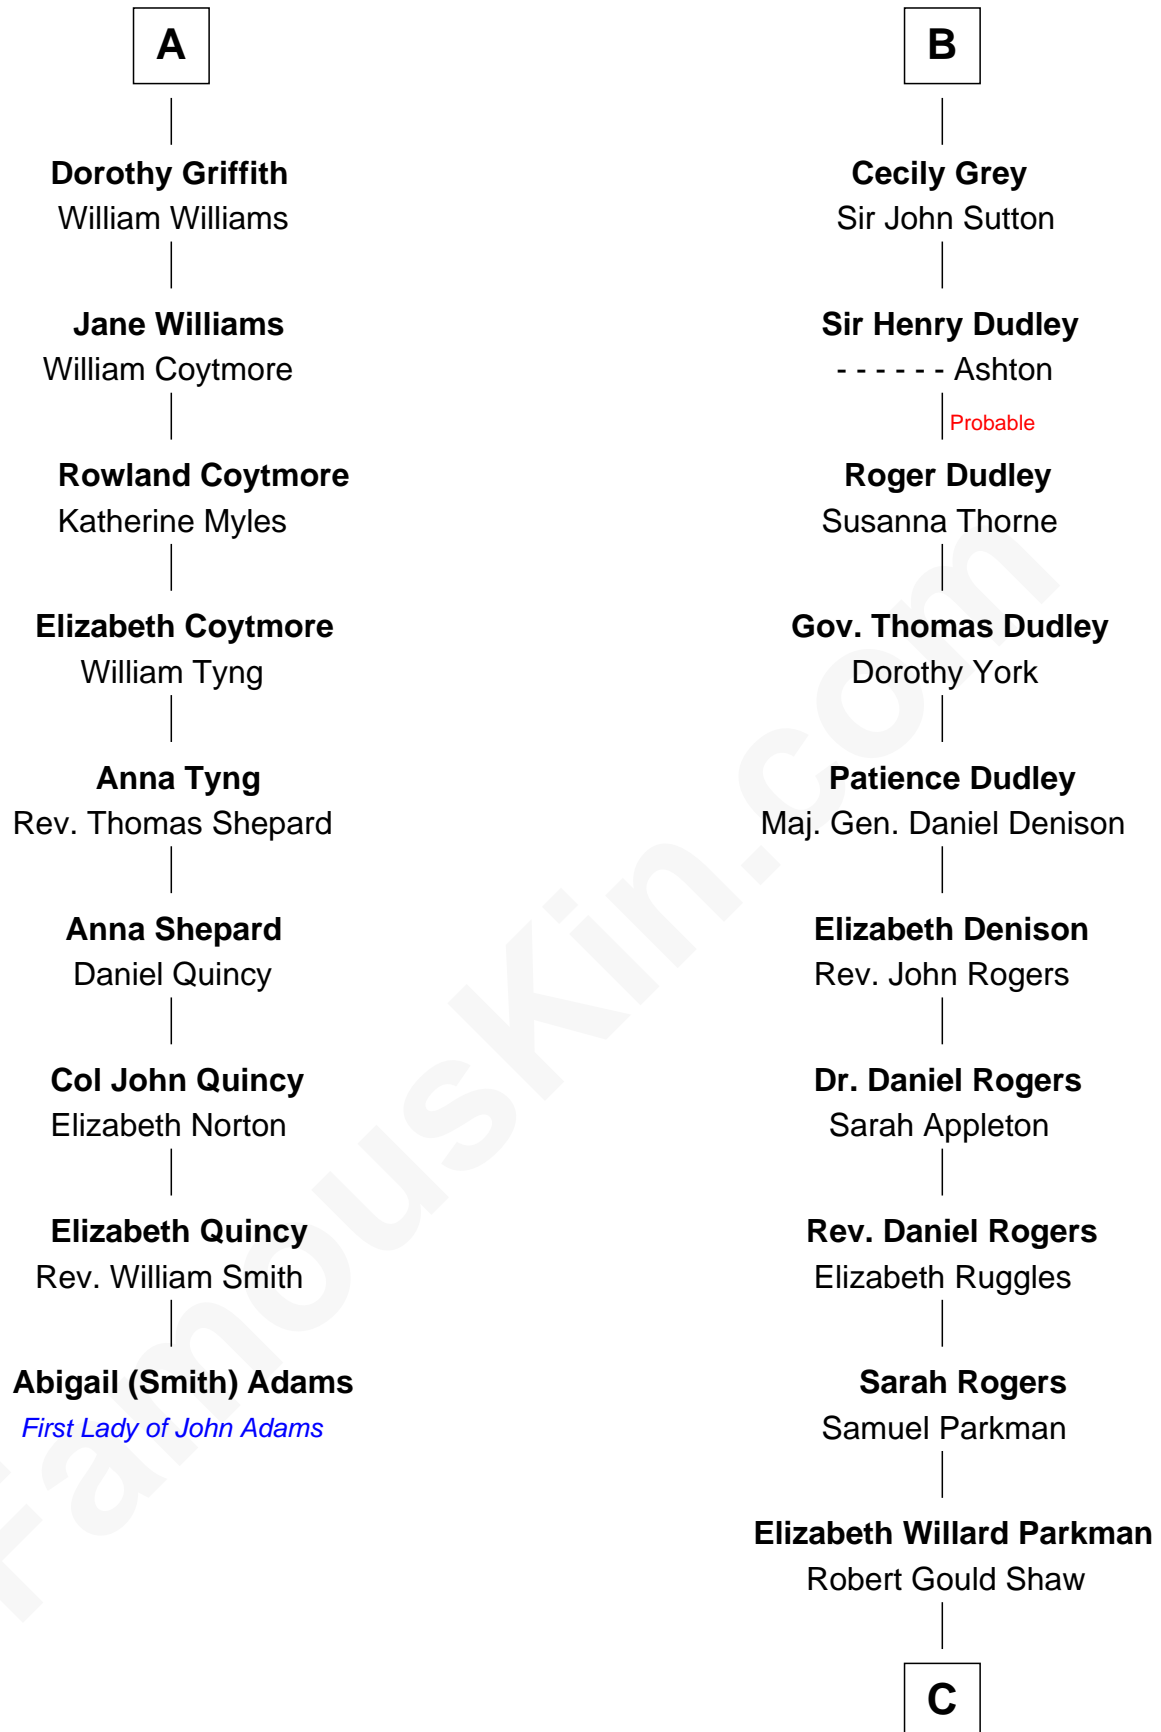 A
Dorothy Griffith
William Williams
Jane Williams
William Coytmore
Rowland Coytmore
Katherine Myles
Elizabeth Coytmore
William Tyng
Anna Tyng
Rev. Thomas Shepard
Anna Shepard
Daniel Quincy
Col John Quincy
Elizabeth Norton
Elizabeth Quincy
Rev. William Smith
Abigail (Smith) Adams
First Lady of John Adams
B
Cecily Grey
Sir John Sutton
Sir Henry Dudley
- - - - - - Ashton
Probable
Roger Dudley
Susanna Thorne
Gov. Thomas Dudley
Dorothy York
Patience Dudley
Maj. Gen. Daniel Denison
Elizabeth Denison
Rev. John Rogers
Dr. Daniel Rogers
Sarah Appleton
Rev. Daniel Rogers
Elizabeth Ruggles
Sarah Rogers
Samuel Parkman
Elizabeth Willard Parkman
Robert Gould Shaw
C
FamousKin.com